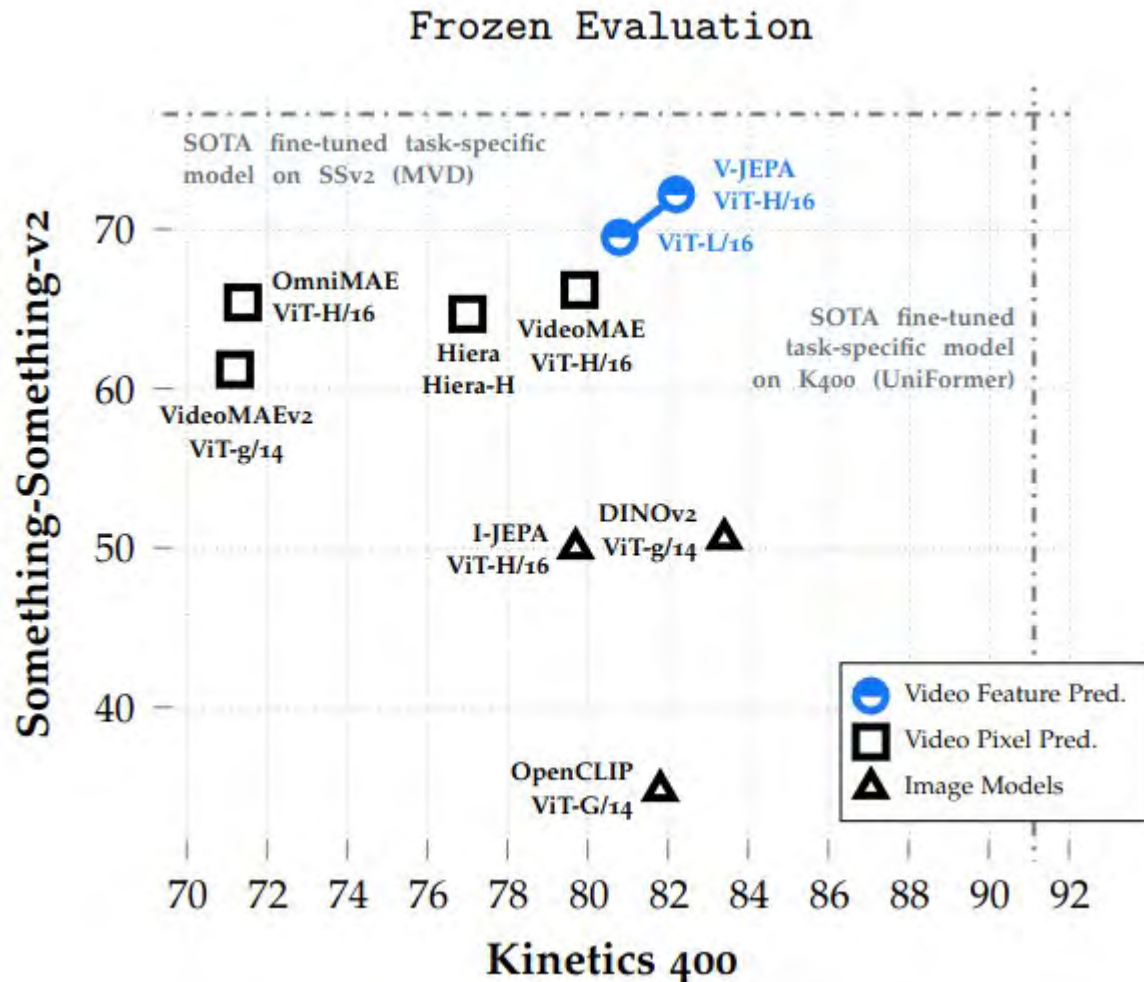 Frozen Evaluation
SOTA fine-tuned task-specific
model on SSv2 (MVD)
V-JEPA
ViT-H/16
ViT-L/16
OmniMAE
ViT-H/16
Hiera
Hiera-H
VideoMAE
ViT-H/16
VideoMAEv2
ViT-g/14
SOTA fine-tuned
task-specific model
on K400 (UniFormer)
I-JEPA
ViT-H/16
DINOv2
ViT-g/14
OpenCLIP
ViT-G/14
Video Feature Pred.
Video Pixel Pred.
Image Models
Something-Something-v2
70
60
50
40
70 72 74 76 78 80 82 84 86 88 90 92
Kinetics 400